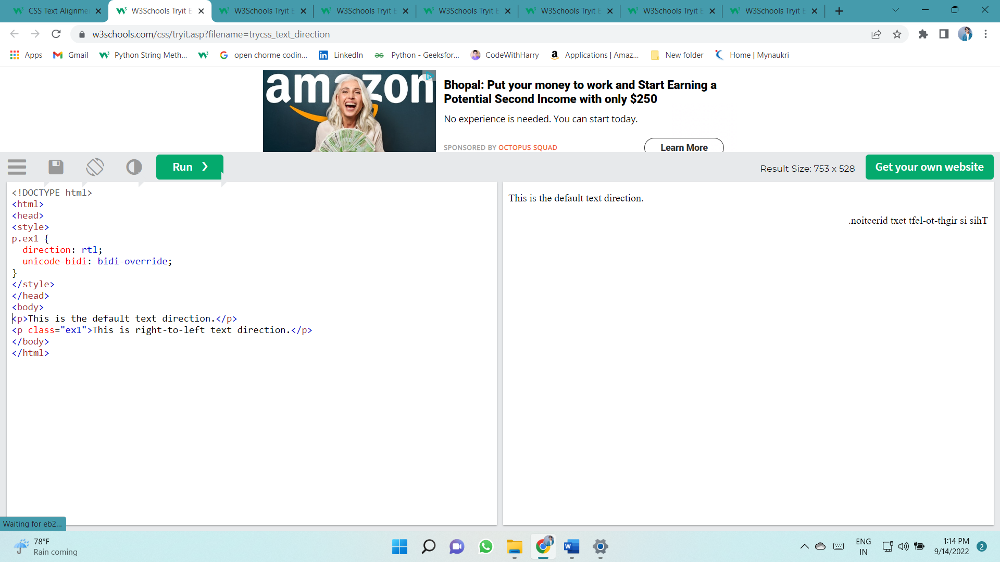 CSS Text Alignme
W3Schools Tryit E
W3Schools Tryit E
W3Schools Tryit E
W3Schools Tryit E
W3Schools Tryit E
W3Schools Tryit E
W3Schools Tryit E
w3schools.com/css/tryit.asp?filename=trycss_text_direction
Apps Gmail Python String Meth... open chorme codin... LinkedIn Python - Geeksfor... CodeWithHarry Applications | Amaz... New folder Home | Mynaukri
amazon
Bhopal: Put your money to work and Start Earning a
Potential Second Income with only $250
No experience is needed. You can start today.
SPONSORED BY OCTOPUS SQUAD
Learn More
Run ❯
Result Size: 753 x 528
Get your own website
<!DOCTYPE html>
<html>
<head>
<style>
p.ex1 {
  direction: rtl;
  unicode-bidi: bidi-override;
}
</style>
</head>
<body>
<p>This is the default text direction.</p>
<p class="ex1">This is right-to-left text direction.</p>
</body>
</html>
This is the default text direction.
.noitcerid txet tfel-ot-thgir si sihT
Waiting for eb2...
78°F
Rain coming
ENG
IN
1:14 PM
9/14/2022
2